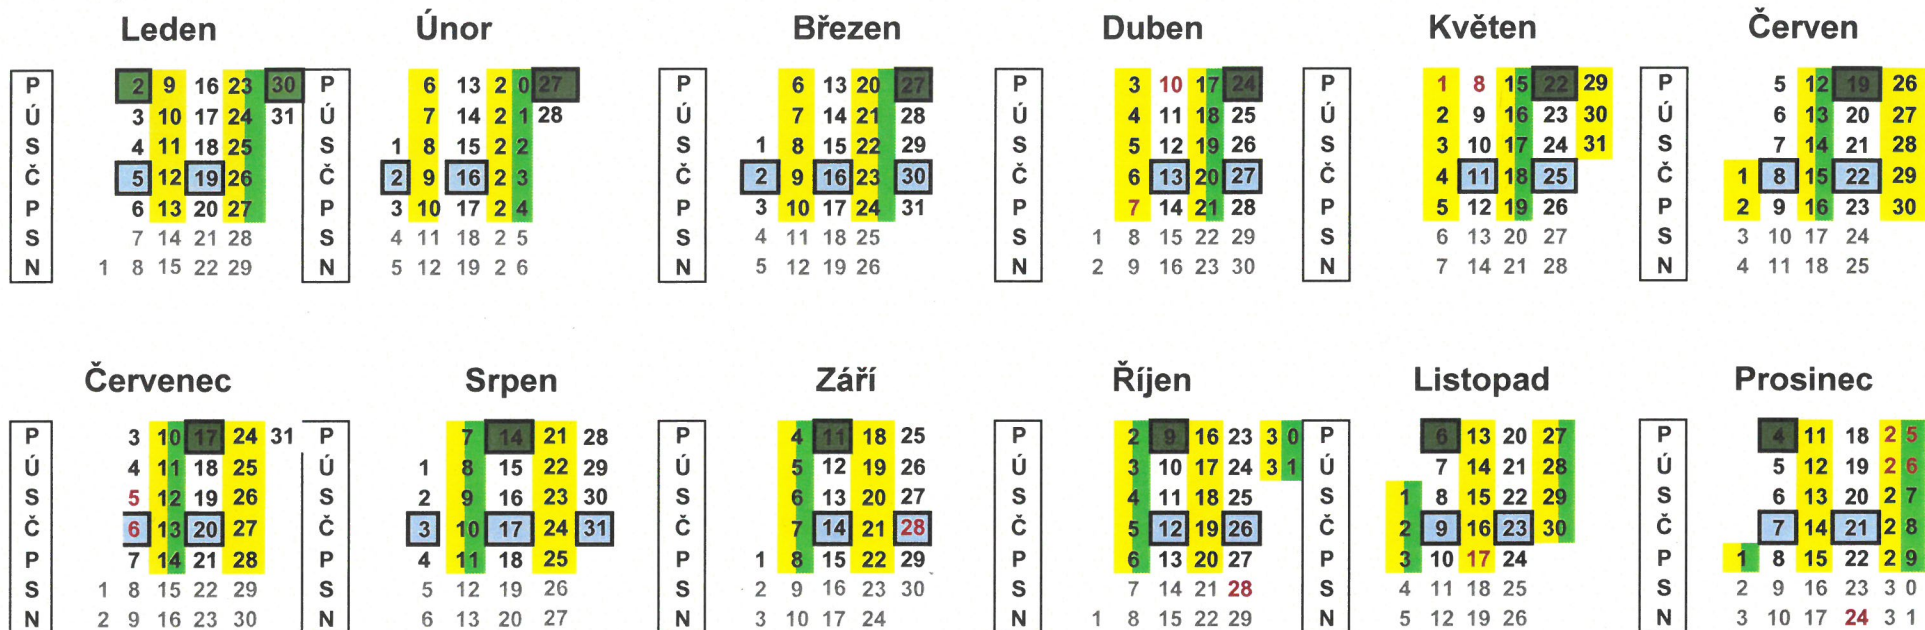 Leden Únor Březen Duben Květen Červen
P 2 9 16 23 30 P 6 13 20 27 P 6 13 20 27 P 3 10 17 24 P 1 8 15 22 29 P 5 12 19 26
Ú 3 10 17 24 31 Ú 7 14 21 28 Ú 7 14 21 28 Ú 4 11 18 25 Ú 2 9 16 23 30 Ú 6 13 20 27
S 4 11 18 25 S 1 8 15 22 S 1 8 15 22 29 S 5 12 19 26 S 3 10 17 24 31 S 7 14 21 28
Č 5 12 19 26 Č 2 9 16 23 Č 2 9 16 23 30 Č 6 13 20 27 Č 4 11 18 25 Č 1 8 15 22 29
P 6 13 20 27 P 3 10 17 24 P 3 10 17 24 31 P 7 14 21 28 P 5 12 19 26 P 2 9 16 23 30
S 7 14 21 28 S 4 11 18 25 S 4 11 18 25 S 1 8 15 22 29 S 6 13 20 27 S 3 10 17 24
N 1 8 15 22 29 N 5 12 19 26 N 5 12 19 26 N 2 9 16 23 30 N 7 14 21 28 N 4 11 18 25
Červenec Srpen Září Říjen Listopad Prosinec
P 3 10 17 24 31 P 7 14 21 28 P 4 11 18 25 P 2 9 16 23 30 P 6 13 20 27 P 4 11 18 25
Ú 4 11 18 25 Ú 1 8 15 22 29 Ú 5 12 19 26 Ú 3 10 17 24 31 Ú 7 14 21 28 Ú 5 12 19 26
S 5 12 19 26 S 2 9 16 23 30 S 6 13 20 27 S 4 11 18 25 S 1 8 15 22 29 S 6 13 20 27
Č 6 13 20 27 Č 3 10 17 24 31 Č 7 14 21 28 Č 5 12 19 26 Č 2 9 16 23 30 Č 7 14 21 28
P 7 14 21 28 P 4 11 18 25 P 1 8 15 22 29 P 6 13 20 27 P 3 10 17 24 P 1 8 15 22 29
S 1 8 15 22 29 S 5 12 19 26 S 2 9 16 23 30 S 7 14 21 28 S 4 11 18 25 S 2 9 16 23 30
N 2 9 16 23 30 N 6 13 20 27 N 3 10 17 24 N 1 8 15 22 29 N 5 12 19 26 N 3 10 17 24 31